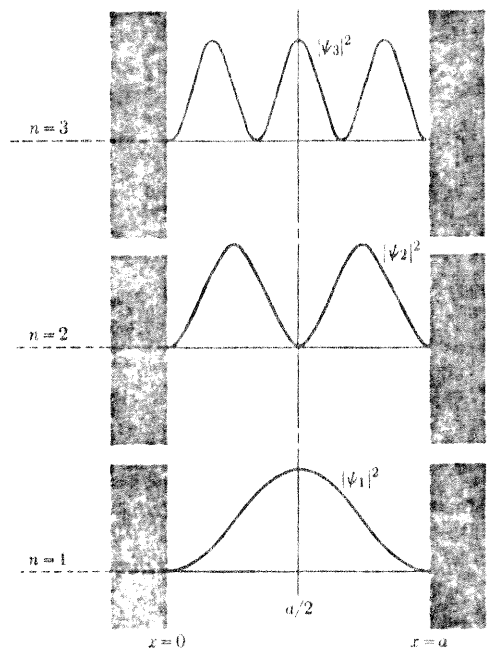 |ψ3|²
n = 3
|ψ2|²
n = 2
|ψ1|²
n = 1
a/2
x = 0
x = a